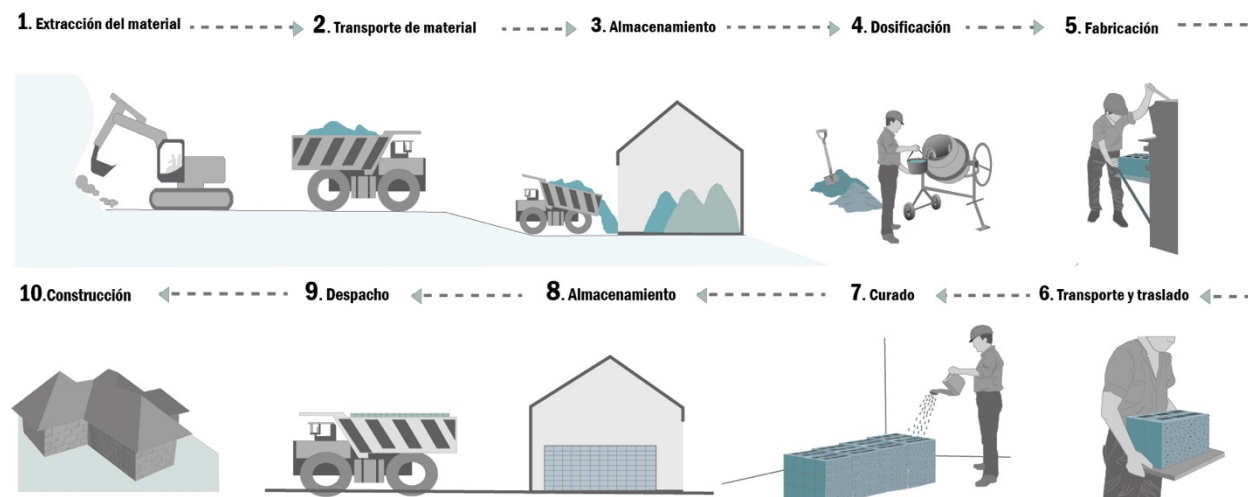 1. Extracción del material
2. Transporte de material
3. Almacenamiento
4. Dosificación
5. Fabricación
10.Construcción
9. Despacho
8. Almacenamiento
7. Curado
6. Transporte y traslado